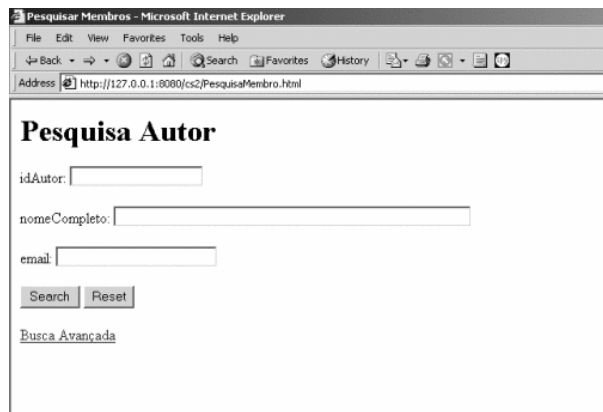 Pesquisar Membros - Microsoft Internet Explorer
File Edit View Favorites Tools Help
Back Search Favorites History
Address http://127.0.0.1:8080/cs2/PesquisaMembro.html
Pesquisa Autor
idAutor:
nomeCompleto:
email:
Search Reset
Busca Avançada